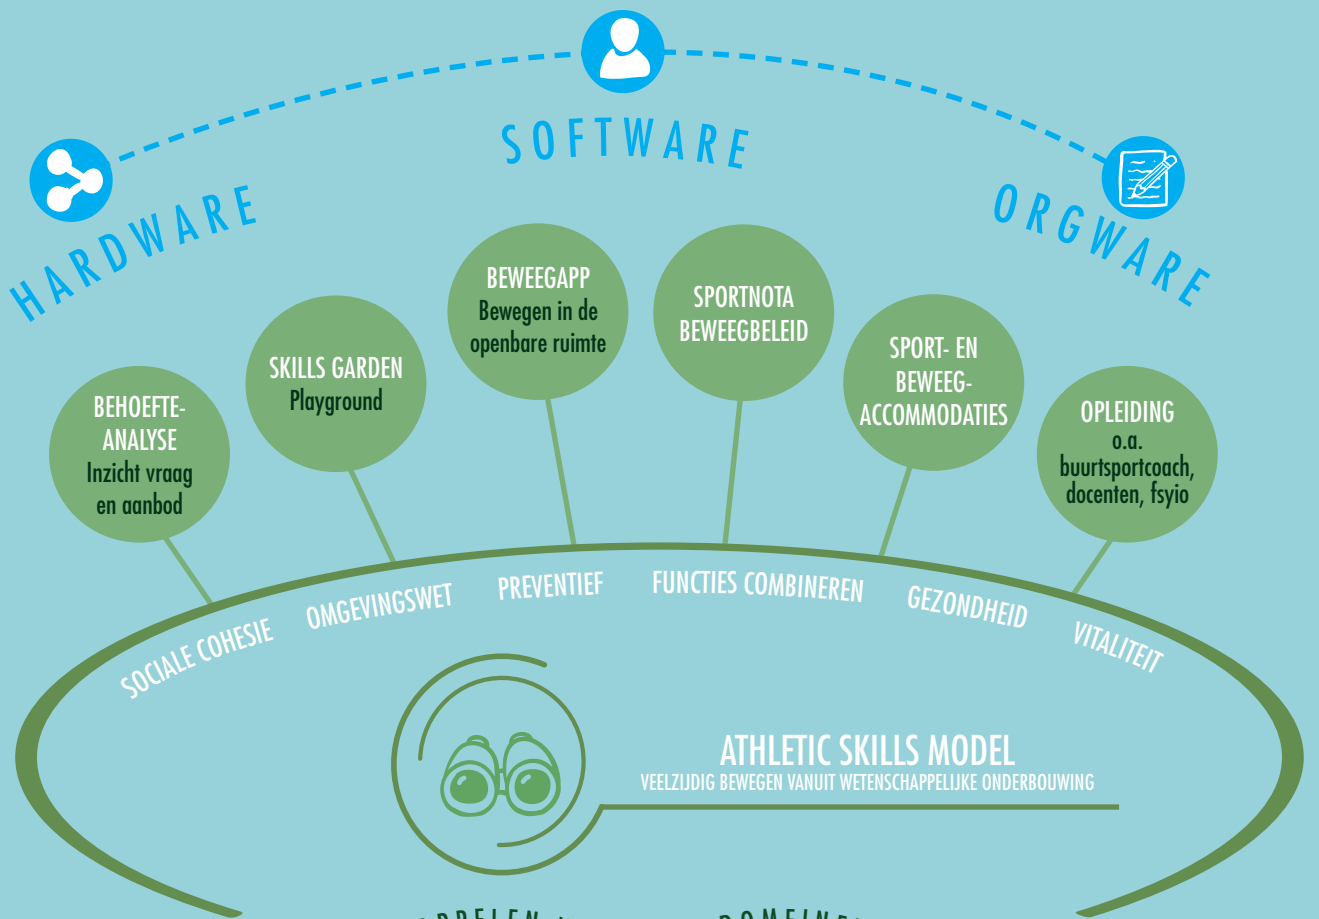 SOFTWARE
HARDWARE
ORGWARE
BEHOEFTE-
ANALYSE
Inzicht vraag
en aanbod
SKILLS GARDEN
Playground
BEWEEGAPP
Bewegen in de
openbare ruimte
SPORTNOTA
BEWEEGBELEID
SPORT- EN
BEWEEG-
ACCOMMODATIES
OPLEIDING
o.a.
buurtsportcoach,
docenten, fsyio
SOCIALE COHESIE
OMGEVINGSWET
PREVENTIEF
FUNCTIES COMBINEREN
GEZONDHEID
VITALITEIT
ATHLETIC SKILLS MODEL
VEELZIJDIG BEWEGEN VANUIT WETENSCHAPPELIJKE ONDERBOUWING